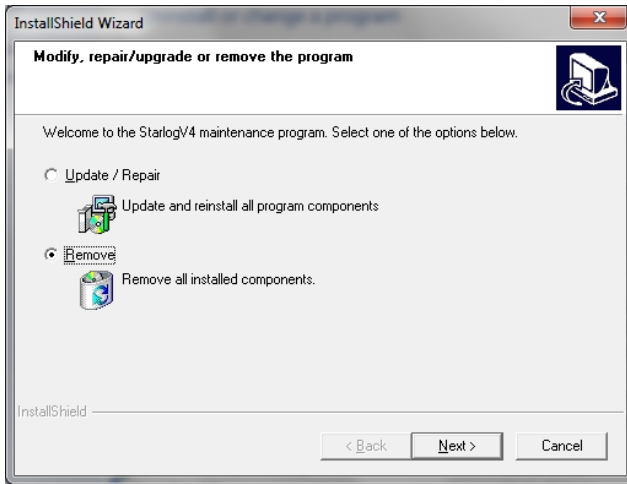 InstallShield Wizard
Modify, repair/upgrade or remove the program
Welcome to the StarlogV4 maintenance program. Select one of the options below.
Update / Repair
Update and reinstall all program components
Remove
Remove all installed components.
InstallShield
< Back Next > Cancel